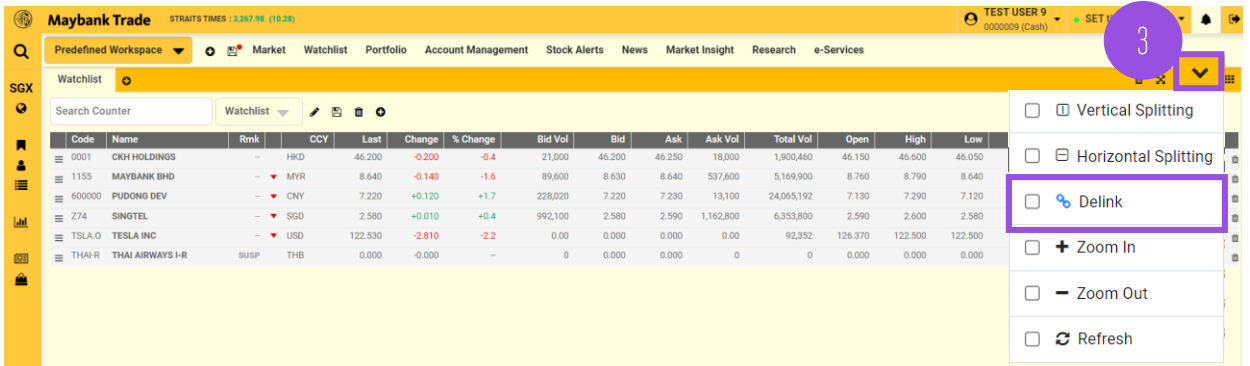 Maybank Trade STRAITS TIMES : 3,267.98 (10.28) TEST USER 9
0000009 (Cash) SET
3
Predefined Workspace Market Watchlist Portfolio Account Management Stock Alerts News Market Insight Research e-Services
SGX
Watchlist
Search Counter Watchlist
Code Name Rmk CCY Last Change % Change Bid Vol Bid Ask Ask Vol Total Vol Open High Low
0001 CKH HOLDINGS - HKD 46.200 -0.200 -0.4 21,000 46.200 46.250 18,000 1,900,460 46.150 46.600 46.050
1155 MAYBANK BHD - MYR 8.640 -0.140 -1.6 89,600 8.630 8.640 537,600 5,169,900 8.760 8.790 8.640
600000 PUDONG DEV - CNY 7.220 +0.120 +1.7 228,020 7.220 7.230 13,100 24,065,192 7.130 7.290 7.120
Z74 SINGTEL - SGD 2.580 +0.010 +0.4 992,100 2.580 2.590 1,162,800 6,353,800 2.590 2.600 2.580
TSLA.O TESLA INC - USD 122.530 -2.810 -2.2 0.00 0.000 0.000 0.00 92,352 126.370 122.500 122.500
THAI-R THAI AIRWAYS I-R SUSP THB 0.000 -0.000 - 0 0.000 0.000 0 0 0.000 0.000 0.000
Vertical Splitting
Horizontal Splitting
Delink
Zoom In
Zoom Out
Refresh